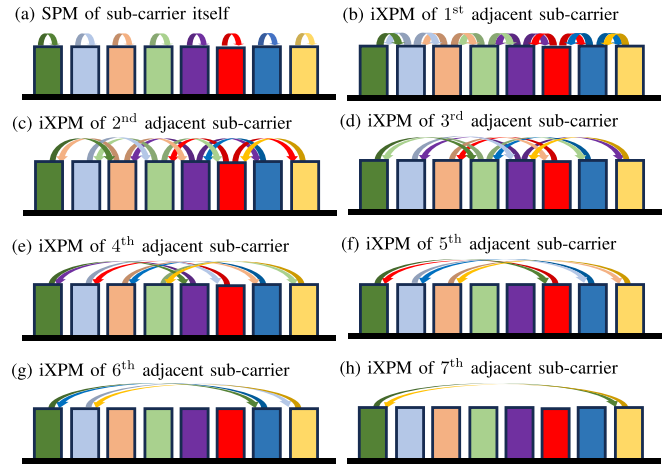 (a) SPM of sub-carrier itself
(b) iXPM of 1st adjacent sub-carrier
(c) iXPM of 2nd adjacent sub-carrier
(d) iXPM of 3rd adjacent sub-carrier
(e) iXPM of 4th adjacent sub-carrier
(f) iXPM of 5th adjacent sub-carrier
(g) iXPM of 6th adjacent sub-carrier
(h) iXPM of 7th adjacent sub-carrier